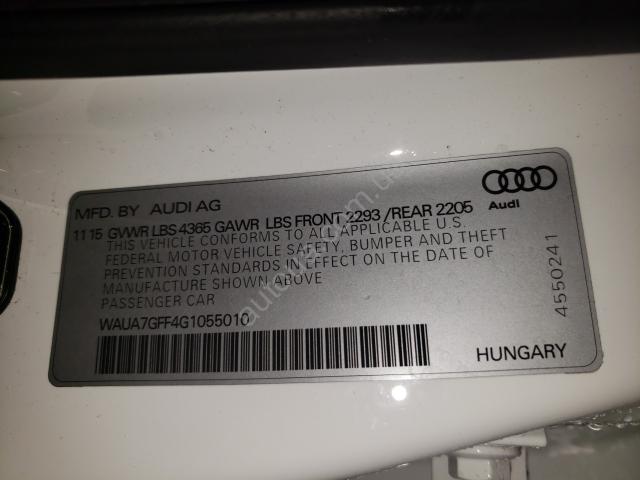 MFD. BY AUDI AG
Audi
11 15 GVWR LBS 4365 GAWR LBS FRONT 2293 /REAR 2205
THIS VEHICLE CONFORMS TO ALL APPLICABLE U.S.
FEDERAL MOTOR VEHICLE SAFETY, BUMPER AND THEFT
PREVENTION STANDARDS IN EFFECT ON THE DATE OF
MANUFACTURE SHOWN ABOVE
PASSENGER CAR
WAUA7GFF4G1055010
HUNGARY
4550241